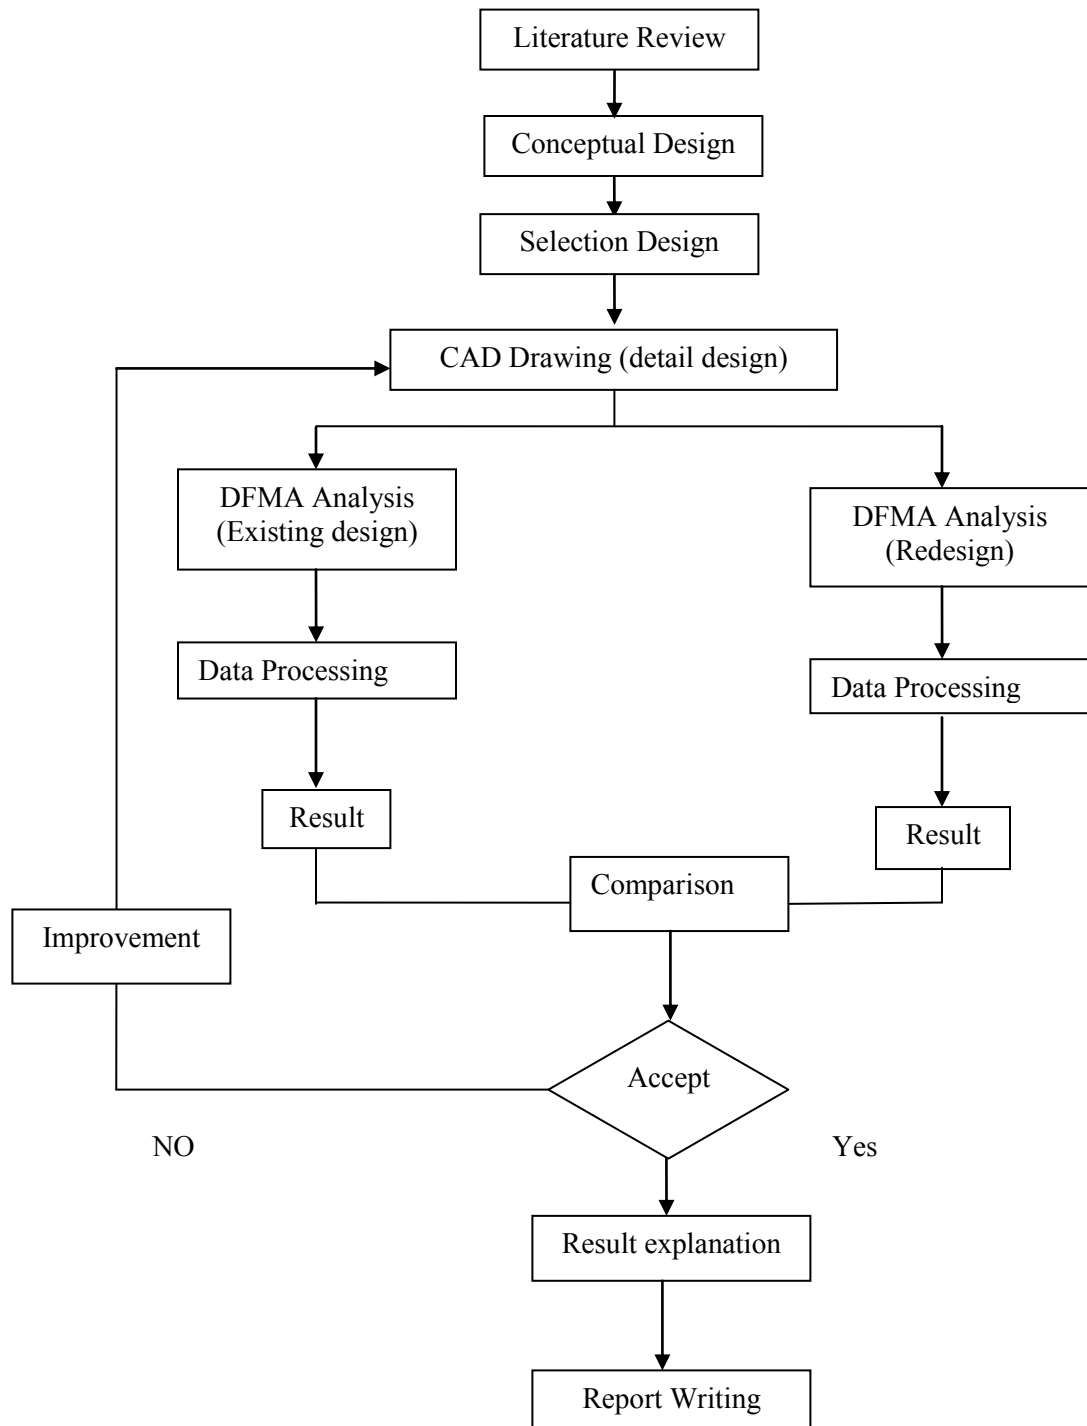 Literature Review
Conceptual Design
Selection Design
CAD Drawing (detail design)
DFMA Analysis
(Existing design)
DFMA Analysis
(Redesign)
Data Processing
Data Processing
Result
Result
Comparison
Improvement
Accept
NO
Yes
Result explanation
Report Writing